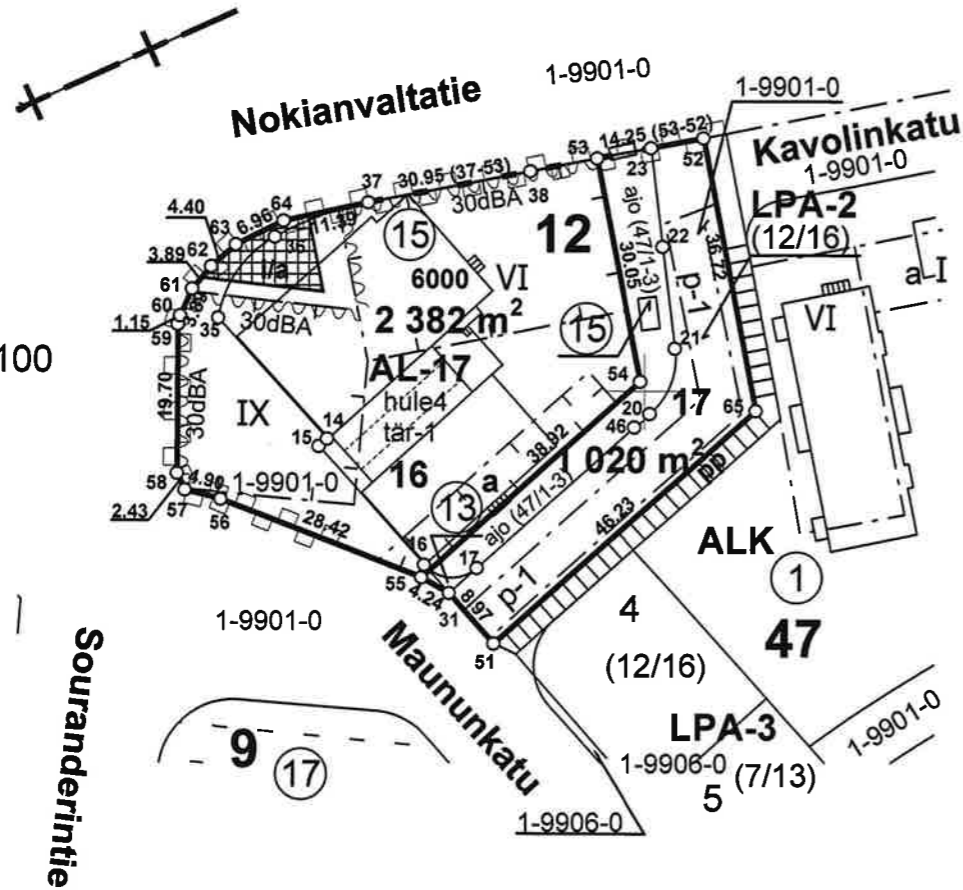 1-9901-0
Nokianvaltatie
1-9901-0
Kavolinkatu
1-9901-0
14.25 (53-52)
53
23
52
30.95 (37-53)
37
38
30dBA
64
11.39
6.96
63
4.40
62
36
I/a
3.89
61
60
1.15
59
35
30dBA
15
12
6000
VI
2 382 m²
AL-17
hule4
tär-1
30.05
ajo (47/1-3)
22
p-1
36.72
21
LPA-2
(12/16)
a-I
VI
15
100
19.70
30dBA
IX
14
15
54
20
46
17
65
58
2.43
57
4.90
56
1-9901-0
16
a
38.92
13
1 020 m²
ajo (47/1-3)
pp
28.42
46.23
16
17
55
4.24
31
8.97
p-1
51
ALK
1
47
4
(12/16)
LPA-3
1-9901-0
1-9906-0
(7/13)
5
1-9906-0
1-9901-0
Maununkatu
Souranderintie
9
17